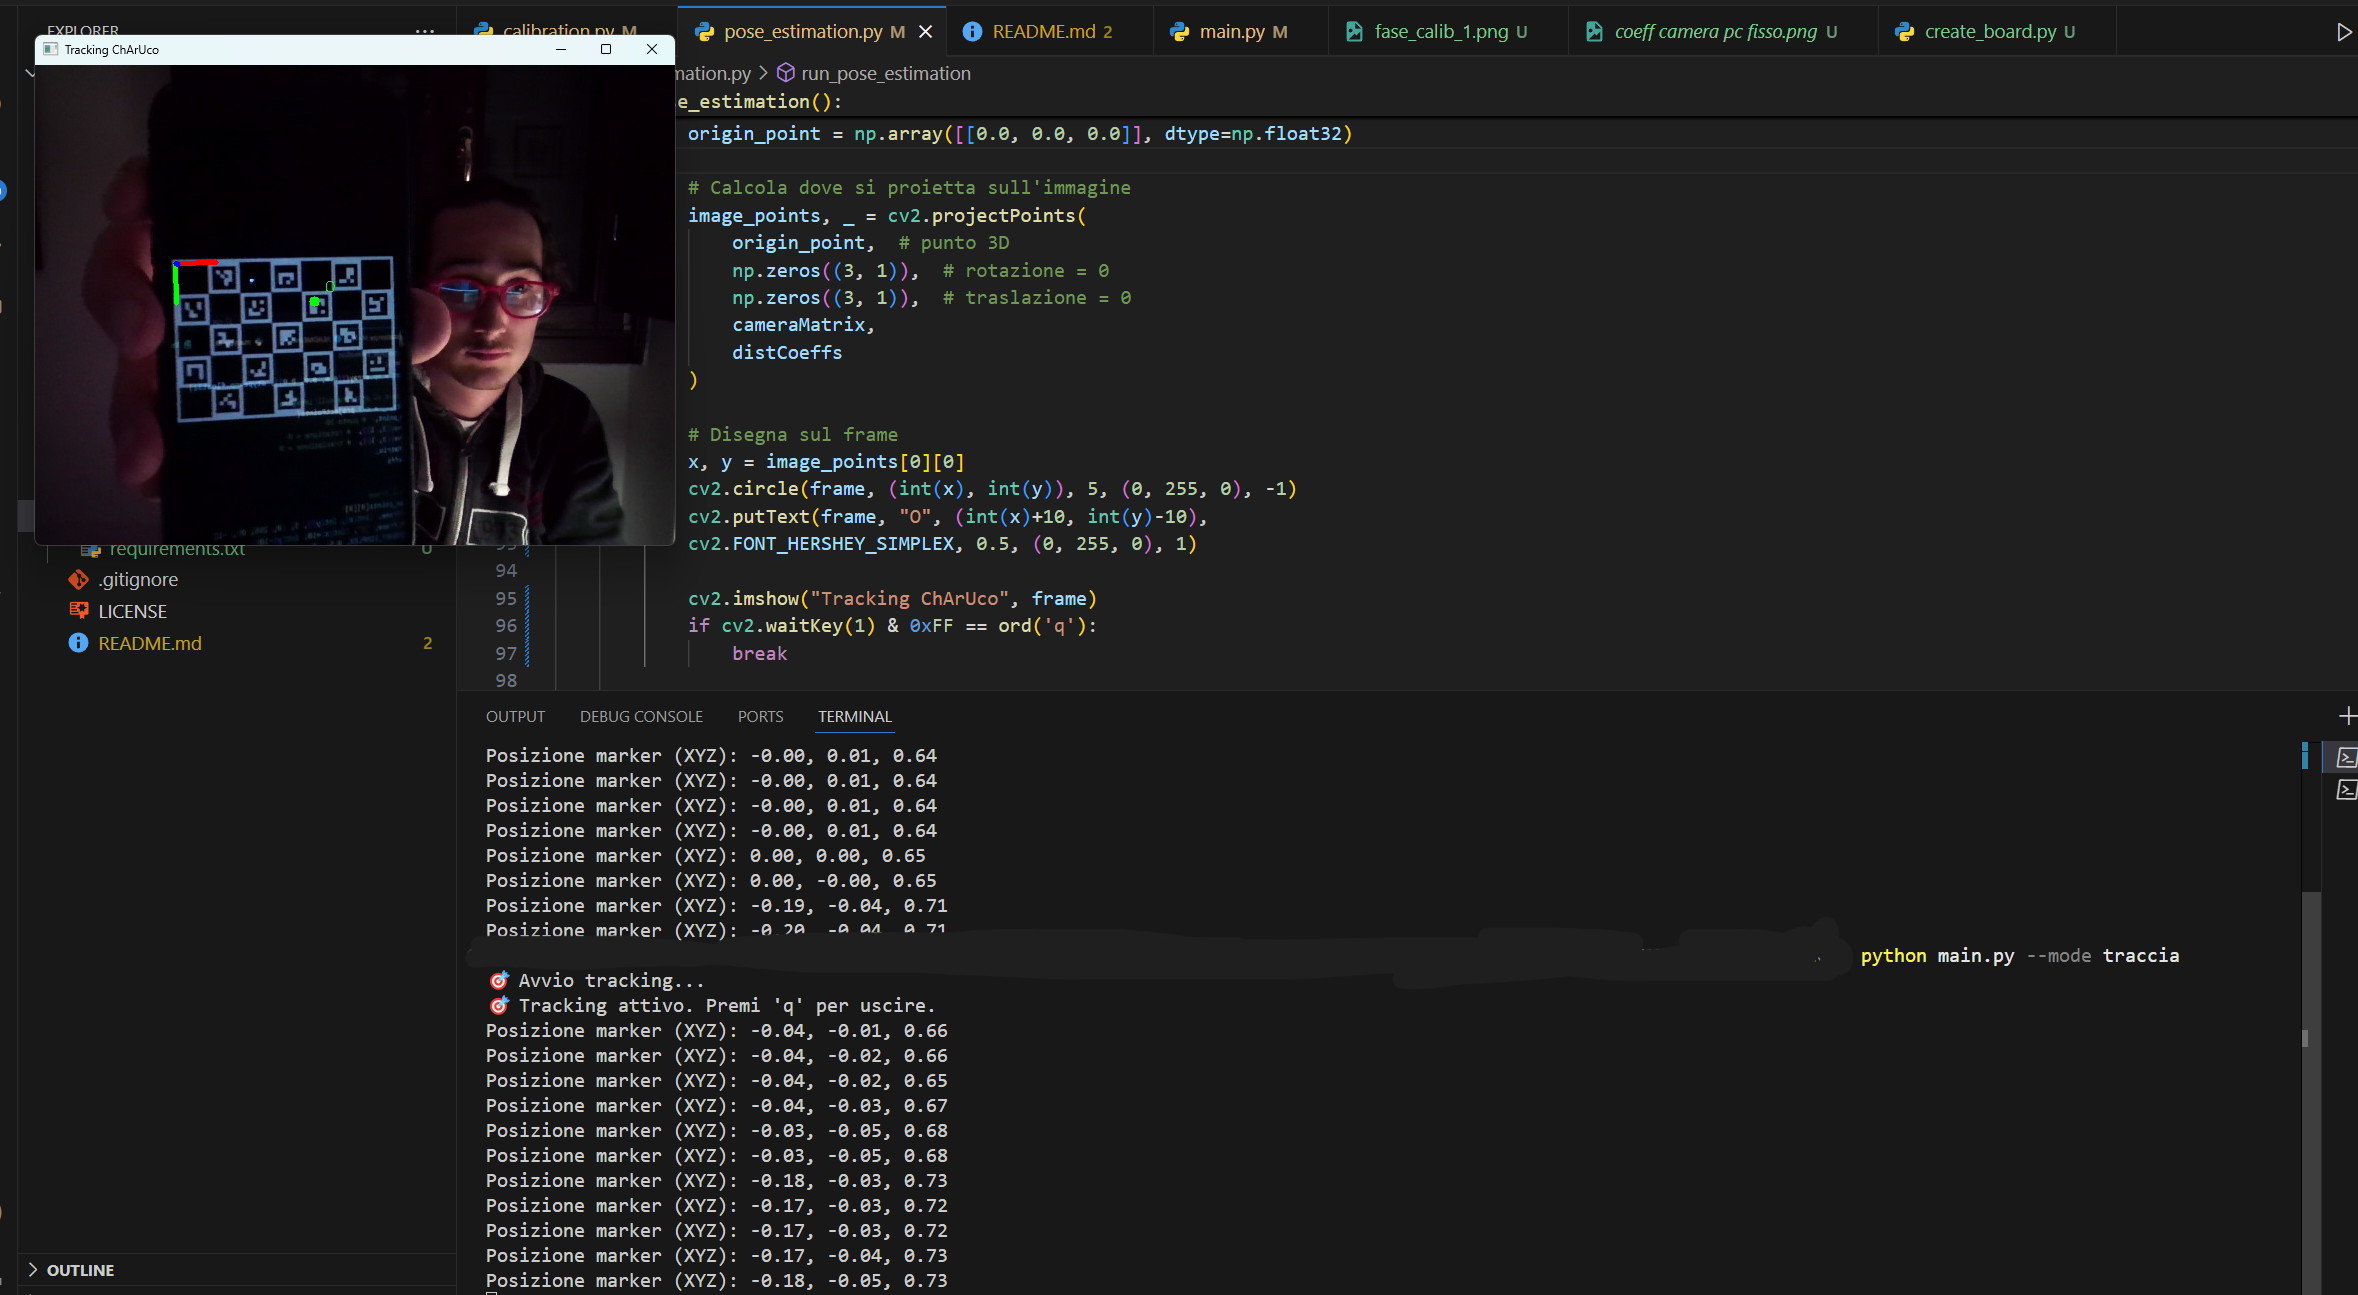 EXPLORER ...
calibration.py M
pose_estimation.py M
README.md 2
main.py M
fase_calib_1.png U
coeff camera pc fisso.png U
create_board.py U
Tracking ChArUco
mation.py > run_pose_estimation
e_estimation():
origin_point = np.array([[0.0, 0.0, 0.0]], dtype=np.float32)
# Calcola dove si proietta sull'immagine
image_points, _ = cv2.projectPoints(
origin_point,  # punto 3D
np.zeros((3, 1)),  # rotazione = 0
np.zeros((3, 1)),  # traslazione = 0
cameraMatrix,
distCoeffs
)
# Disegna sul frame
x, y = image_points[0][0]
cv2.circle(frame, (int(x), int(y)), 5, (0, 255, 0), -1)
cv2.putText(frame, "O", (int(x)+10, int(y)-10),
cv2.FONT_HERSHEY_SIMPLEX, 0.5, (0, 255, 0), 1)
94
95 cv2.imshow("Tracking ChArUco", frame)
96 if cv2.waitKey(1) & 0xFF == ord('q'):
97 break
98
requirements.txt U
.gitignore
LICENSE
README.md 2
OUTLINE
OUTPUT DEBUG CONSOLE PORTS TERMINAL
Posizione marker (XYZ): -0.00, 0.01, 0.64
Posizione marker (XYZ): -0.00, 0.01, 0.64
Posizione marker (XYZ): -0.00, 0.01, 0.64
Posizione marker (XYZ): -0.00, 0.01, 0.64
Posizione marker (XYZ): 0.00, 0.00, 0.65
Posizione marker (XYZ): 0.00, -0.00, 0.65
Posizione marker (XYZ): -0.19, -0.04, 0.71
Posizione marker (XYZ): -0.20, -0.04, 0.71
python main.py --mode traccia
🎯 Avvio tracking...
🎯 Tracking attivo. Premi 'q' per uscire.
Posizione marker (XYZ): -0.04, -0.01, 0.66
Posizione marker (XYZ): -0.04, -0.02, 0.66
Posizione marker (XYZ): -0.04, -0.02, 0.65
Posizione marker (XYZ): -0.04, -0.03, 0.67
Posizione marker (XYZ): -0.03, -0.05, 0.68
Posizione marker (XYZ): -0.03, -0.05, 0.68
Posizione marker (XYZ): -0.18, -0.03, 0.73
Posizione marker (XYZ): -0.17, -0.03, 0.72
Posizione marker (XYZ): -0.17, -0.03, 0.72
Posizione marker (XYZ): -0.17, -0.04, 0.73
Posizione marker (XYZ): -0.18, -0.05, 0.73